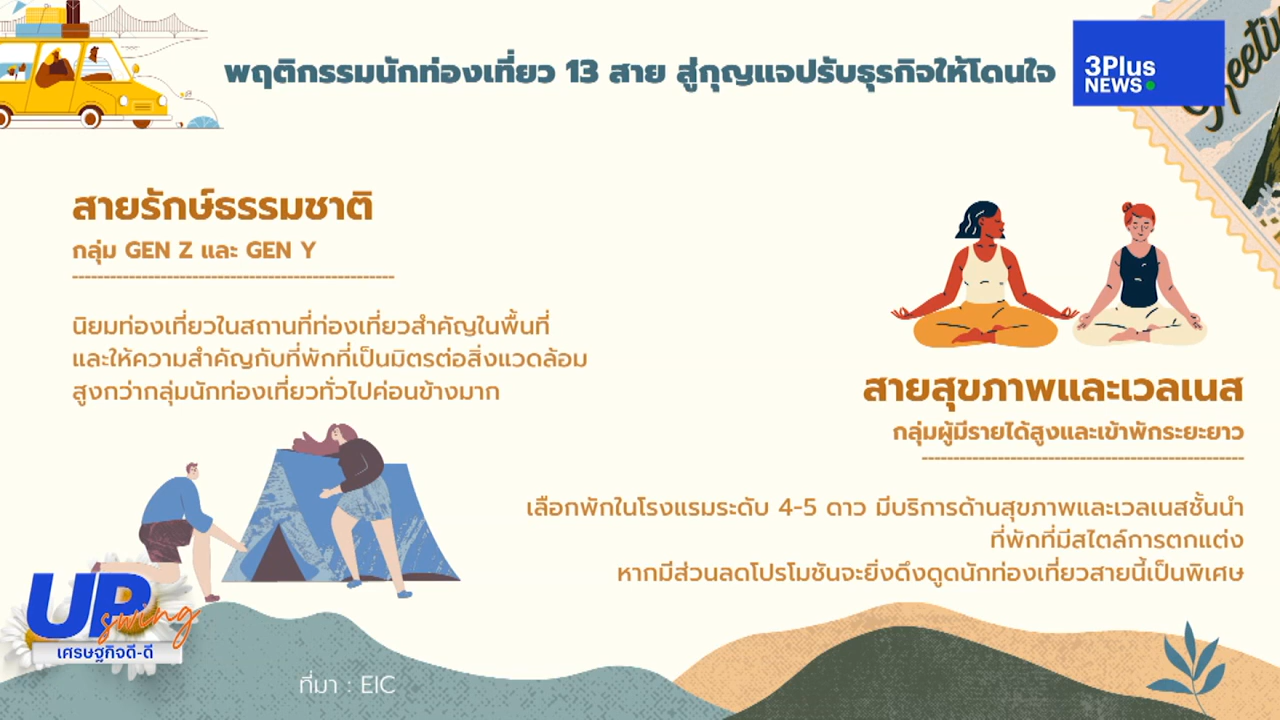 พฤติกรรมนักท่องเที่ยว 13 สาย สู่กุญแจปรับธุรกิจให้โดนใจ
3Plus
NEWS
Greeti
สายรักษ์ธรรมชาติ
กลุ่ม GEN Z และ GEN Y
นิยมท่องเที่ยวในสถานที่ท่องเที่ยวสำคัญในพื้นที่
และให้ความสำคัญกับที่พักที่เป็นมิตรต่อสิ่งแวดล้อม
สูงกว่ากลุ่มนักท่องเที่ยวทั่วไปค่อนข้างมาก
สายสุขภาพและเวลเนส
กลุ่มผู้มีรายได้สูงและเข้าพักระยะยาว
เลือกพักในโรงแรมระดับ 4-5 ดาว มีบริการด้านสุขภาพและเวลเนสชั้นนำ
ที่พักที่มีสไตล์การตกแต่ง
หากมีส่วนลดโปรโมชันจะยิ่งดึงดูดนักท่องเที่ยวสายนี้เป็นพิเศษ
UP
swing
เศรษฐกิจดี-ดี
ที่มา : EIC